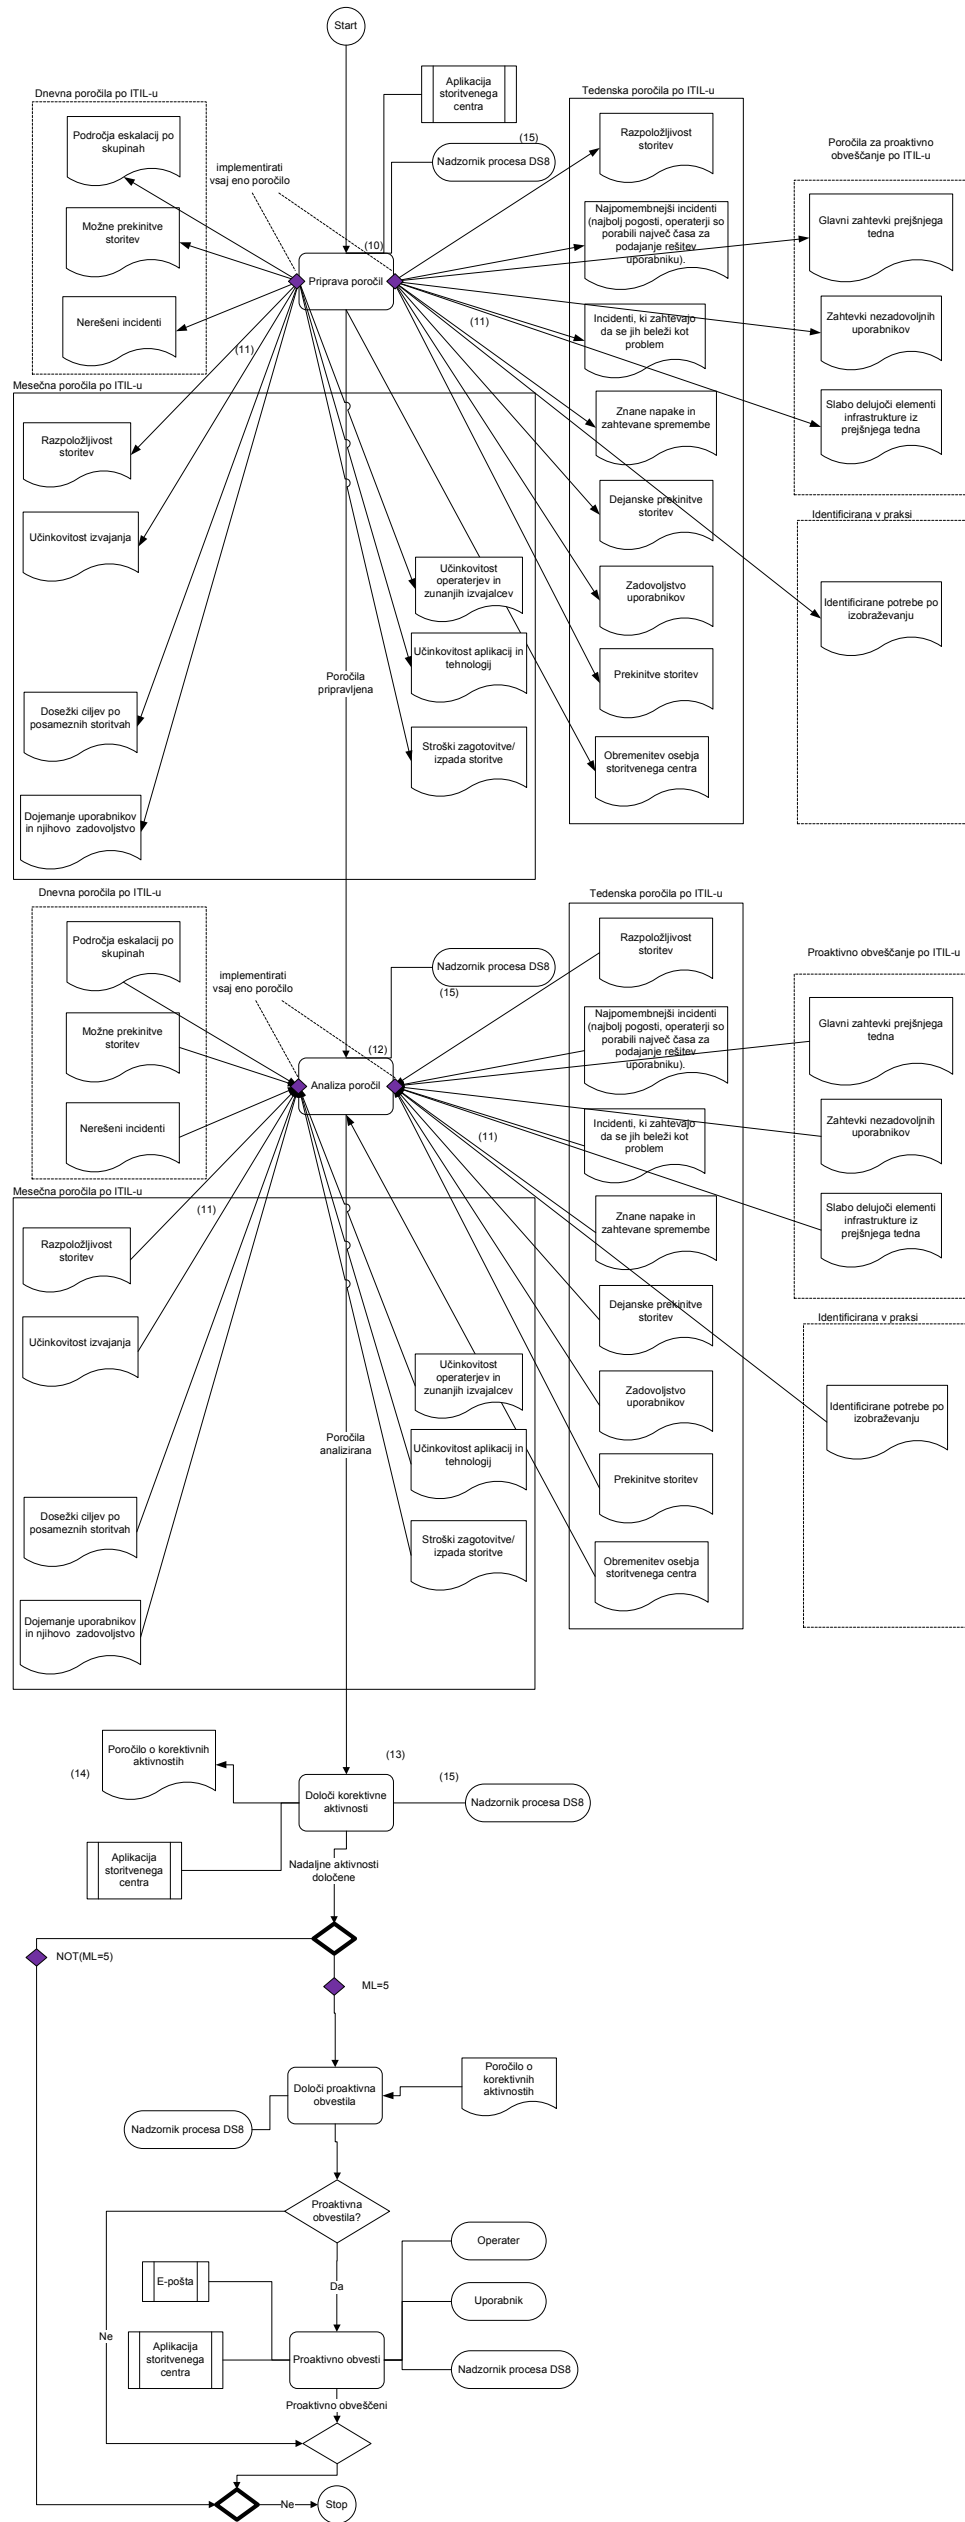 Start
Aplikacija
storitvenega
centra
Dnevna poročila po ITIL-u
Tedenska poročila po ITIL-u
Področja eskalacij po
skupinah
(15)
Nadzornik procesa DS8
Razpoložljivost
storitev
Poročila za proaktivno
obveščanje po ITIL-u
implementirati
vsaj eno poročilo
Možne prekinitve
storitev
Najpomembnejši incidenti
(najbolj pogosti, operaterji so
porabili največ časa za
podajanje rešitev
uporabniku).
Glavni zahtevki prejšnjega
tedna
(10)
Priprava poročil
Nerešeni incidenti
(11)
(11)
Incidenti, ki zahtevajo
da se jih beleži kot
problem
Zahtevki nezadovoljnih
uporabnikov
Mesečna poročila po ITIL-u
Razpoložljivost
storitev
Znane napake in
zahtevane spremembe
Slabo delujoči elementi
infrastrukture iz
prejšnjega tedna
Učinkovitost izvajanja
Dejanske prekinitve
storitev
Identificirana v praksi
Učinkovitost
operaterjev in
zunanjih izvajalcev
Zadovoljstvo
uporabnikov
Identificirane potrebe po
izobraževanju
Učinkovitost aplikacij in
tehnologij
Poročila
pripravljena
Prekinitve storitev
Dosežki ciljev po
posameznih storitvah
Stroški zagotovitve/
izpada storitve
Obremenitev osebja
storitvenega centra
Dojemanje uporabnikov
in njihovo  zadovoljstvo
Dnevna poročila po ITIL-u
Tedenska poročila po ITIL-u
Področja eskalacij po
skupinah
Nadzornik procesa DS8
(15)
Razpoložljivost
storitev
Proaktivno obveščanje po ITIL-u
implementirati
vsaj eno poročilo
Možne prekinitve
storitev
Najpomembnejši incidenti
(najbolj pogosti, operaterji so
porabili največ časa za
podajanje rešitev
uporabniku).
Glavni zahtevki prejšnjega
tedna
(12)
Analiza poročil
Nerešeni incidenti
(11)
(11)
Incidenti, ki zahtevajo
da se jih beleži kot
problem
Zahtevki nezadovoljnih
uporabnikov
Mesečna poročila po ITIL-u
Razpoložljivost
storitev
Znane napake in
zahtevane spremembe
Slabo delujoči elementi
infrastrukture iz
prejšnjega tedna
Učinkovitost izvajanja
Dejanske prekinitve
storitev
Identificirana v praksi
Učinkovitost
operaterjev in
zunanjih izvajalcev
Zadovoljstvo
uporabnikov
Identificirane potrebe po
izobraževanju
Učinkovitost aplikacij in
tehnologij
Poročila
analizirana
Prekinitve storitev
Dosežki ciljev po
posameznih storitvah
Stroški zagotovitve/
izpada storitve
Obremenitev osebja
storitvenega centra
Dojemanje uporabnikov
in njihovo  zadovoljstvo
Poročilo o korektivnih
aktivnostih
(14)
(13)
(15)
Določi korektivne
aktivnosti
Nadzornik procesa DS8
Aplikacija
storitvenega
centra
Nadaljne aktivnosti
določene
NOT(ML=5)
ML=5
Določi proaktivna
obvestila
Poročilo o
korektivnih
aktivnostih
Nadzornik procesa DS8
Proaktivna
obvestila?
Operater
E-pošta
Da
Uporabnik
Ne
Aplikacija
storitvenega
centra
Proaktivno obvesti
Nadzornik procesa DS8
Proaktivno obveščeni
Ne
Stop